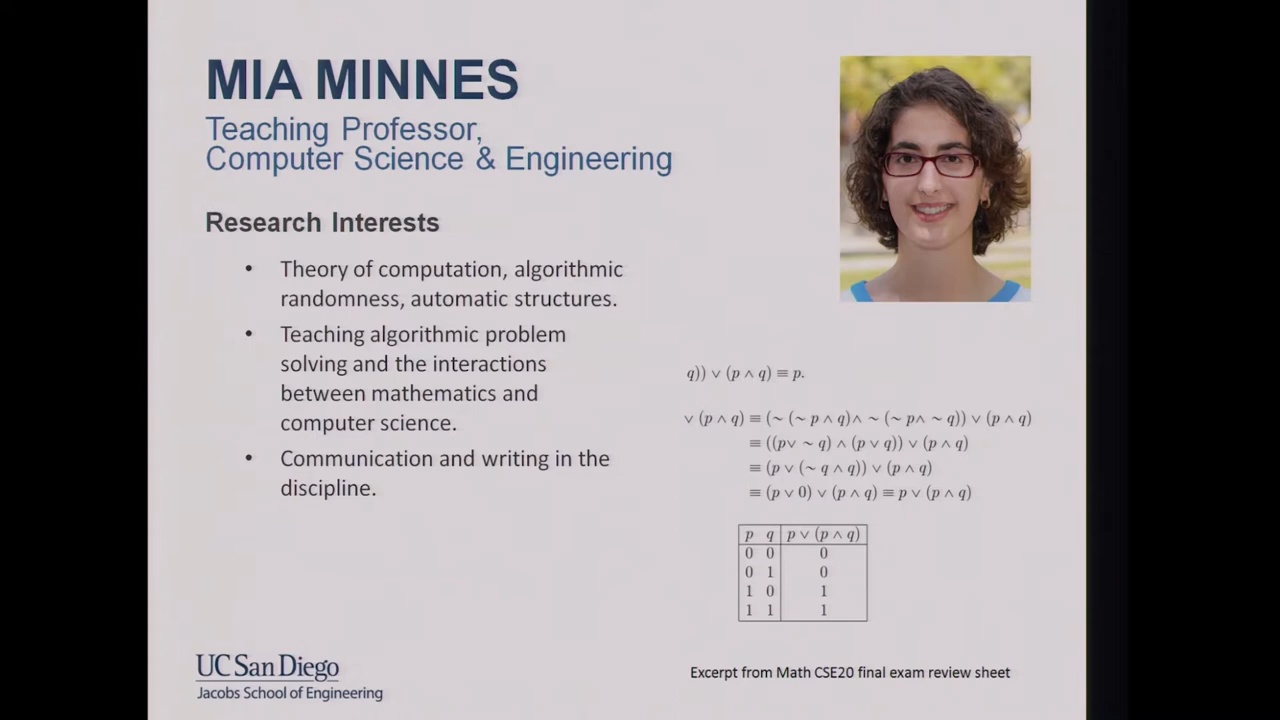 MIA MINNES
Teaching Professor,
Computer Science & Engineering
Research Interests
• Theory of computation, algorithmic
randomness, automatic structures.
• Teaching algorithmic problem
solving and the interactions
between mathematics and
computer science.
• Communication and writing in the
discipline.
q)) ∨ (p ∧ q) ≡ p.
∨ (p ∧ q) ≡ (∼ (∼ p ∧ q)∧ ∼ (∼ p∧ ∼ q)) ∨ (p ∧ q)
≡ ((p∨ ∼ q) ∧ (p ∨ q)) ∨ (p ∧ q)
≡ (p ∨ (∼ q ∧ q)) ∨ (p ∧ q)
≡ (p ∨ 0) ∨ (p ∧ q) ≡ p ∨ (p ∧ q)
p q p ∨ (p ∧ q)
0 0 0
0 1 0
1 0 1
1 1 1
UC San Diego
Jacobs School of Engineering
Excerpt from Math CSE20 final exam review sheet